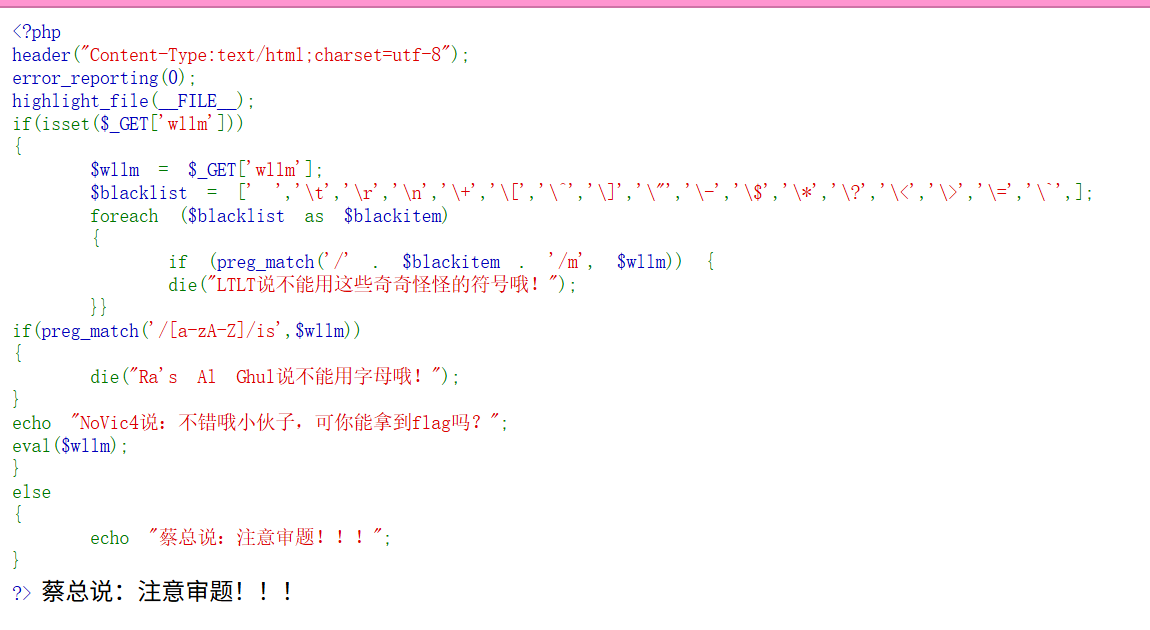 <?php
header("Content-Type:text/html;charset=utf-8");
error_reporting(0);
highlight_file(__FILE__);
if(isset($_GET['wllm']))
{
        $wllm = $_GET['wllm'];
        $blacklist = [' ','\t','\r','\n','\+','\[','\^','\]','\"','\-','\$','\*','\?','\<','\>','\=','\`',];
        foreach ($blacklist as $blackitem)
        {
                if (preg_match('/' . $blackitem . '/m', $wllm)) {
                die("LTLT说不能用这些奇奇怪怪的符号哦！");
        }}
if(preg_match('/[a-zA-Z]/is',$wllm))
{
        die("Ra's Al Ghul说不能用字母哦！");
}
echo "NoVic4说：不错哦小伙子，可你能拿到flag吗？";
eval($wllm);
}
else
{
        echo "蔡总说：注意审题！！！";
}
?> 蔡总说：注意审题！！！